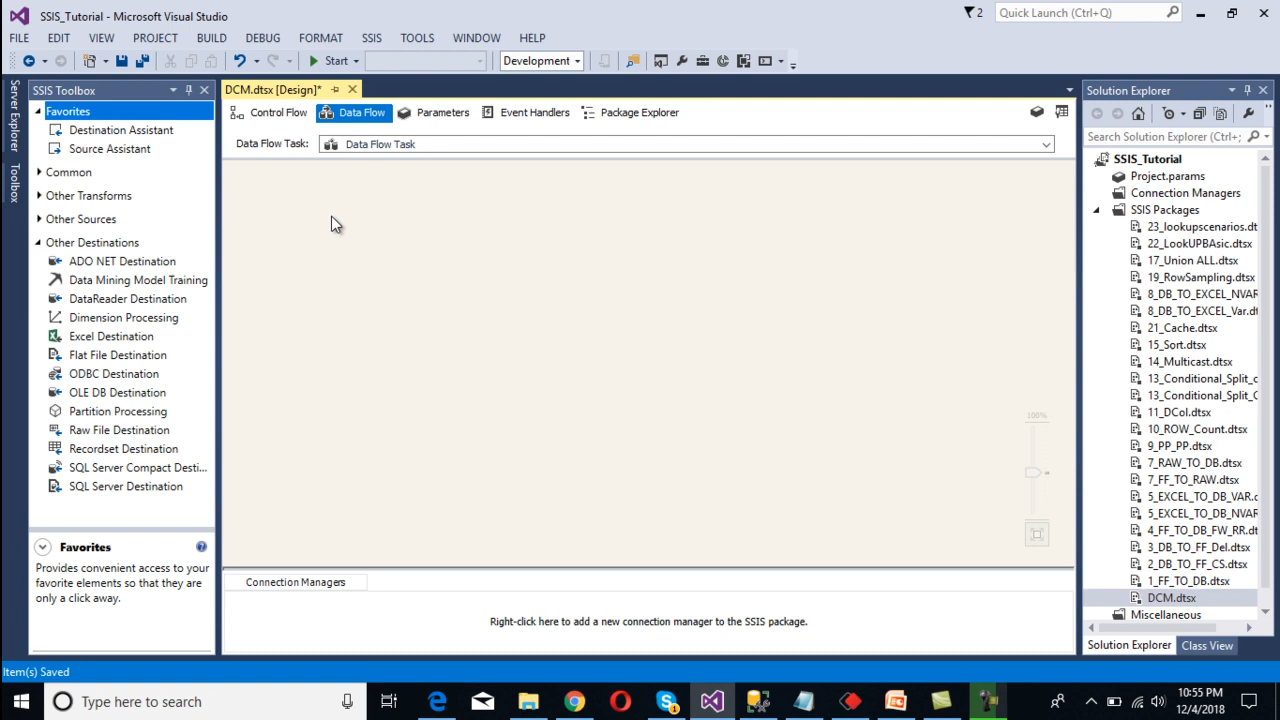 SSIS_Tutorial - Microsoft Visual Studio
2
Quick Launch (Ctrl+Q)
FILE EDIT VIEW PROJECT BUILD DEBUG FORMAT SSIS TOOLS WINDOW HELP
Start
Development
Server Explorer
Toolbox
SSIS Toolbox
Favorites
Destination Assistant
Source Assistant
Common
Other Transforms
Other Sources
Other Destinations
ADO NET Destination
Data Mining Model Training
DataReader Destination
Dimension Processing
Excel Destination
Flat File Destination
ODBC Destination
OLE DB Destination
Partition Processing
Raw File Destination
Recordset Destination
SQL Server Compact Desti...
SQL Server Destination
Favorites
Provides convenient access to your
favorite elements so that they are
only a click away.
DCM.dtsx [Design]*
Control Flow Data Flow Parameters Event Handlers Package Explorer
Data Flow Task: Data Flow Task
100%
Connection Managers
Right-click here to add a new connection manager to the SSIS package.
Solution Explorer
Search Solution Explorer (Ctrl+;
SSIS_Tutorial
Project.params
Connection Managers
SSIS Packages
23_lookupscenarios.dt
22_LookUPBAsic.dtsx
17_Union ALL.dtsx
19_RowSampling.dtsx
8_DB_TO_EXCEL_NVAR
8_DB_TO_EXCEL_Var.dt
21_Cache.dtsx
15_Sort.dtsx
14_Multicast.dtsx
13_Conditional_Split_c
13_Conditional_Split_C
11_DCol.dtsx
10_ROW_Count.dtsx
9_PP_PP.dtsx
7_RAW_TO_DB.dtsx
7_FF_TO_RAW.dtsx
5_EXCEL_TO_DB_VAR.c
5_EXCEL_TO_DB_NVAR
4_FF_TO_DB_FW_RR.dt
3_DB_TO_FF_Del.dtsx
2_DB_TO_FF_CS.dtsx
1_FF_TO_DB.dtsx
DCM.dtsx
Miscellaneous
Solution Explorer Class View
Item(s) Saved
Type here to search
10:55 PM
12/4/2018